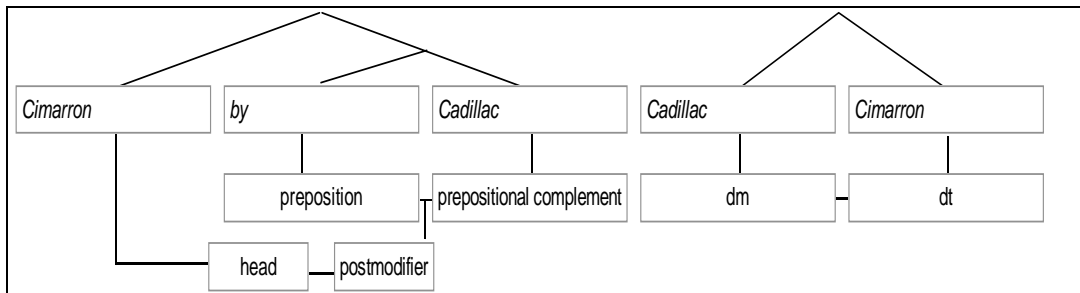 Cimarron by Cadillac Cadillac Cimarron
preposition prepositional complement dm dt
head postmodifier